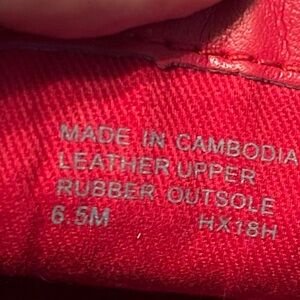 MADE IN CAMBODIA
LEATHER UPPER
RUBBER OUTSOLE
6.5M HX18H